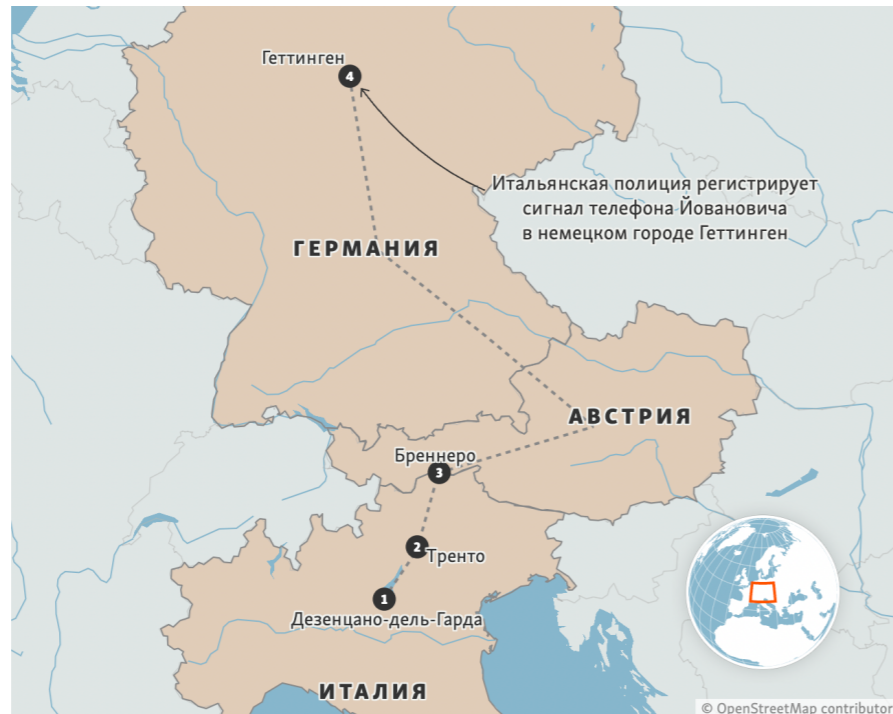 Геттинген
4
Итальянская полиция регистрирует
сигнал телефона Йовановича
в немецком городе Геттинген
ГЕРМАНИЯ
АВСТРИЯ
Бреннеро
3
2
Тренто
1
Дезенцано-дель-Гарда
ИТАЛИЯ
© OpenStreetMap contributor